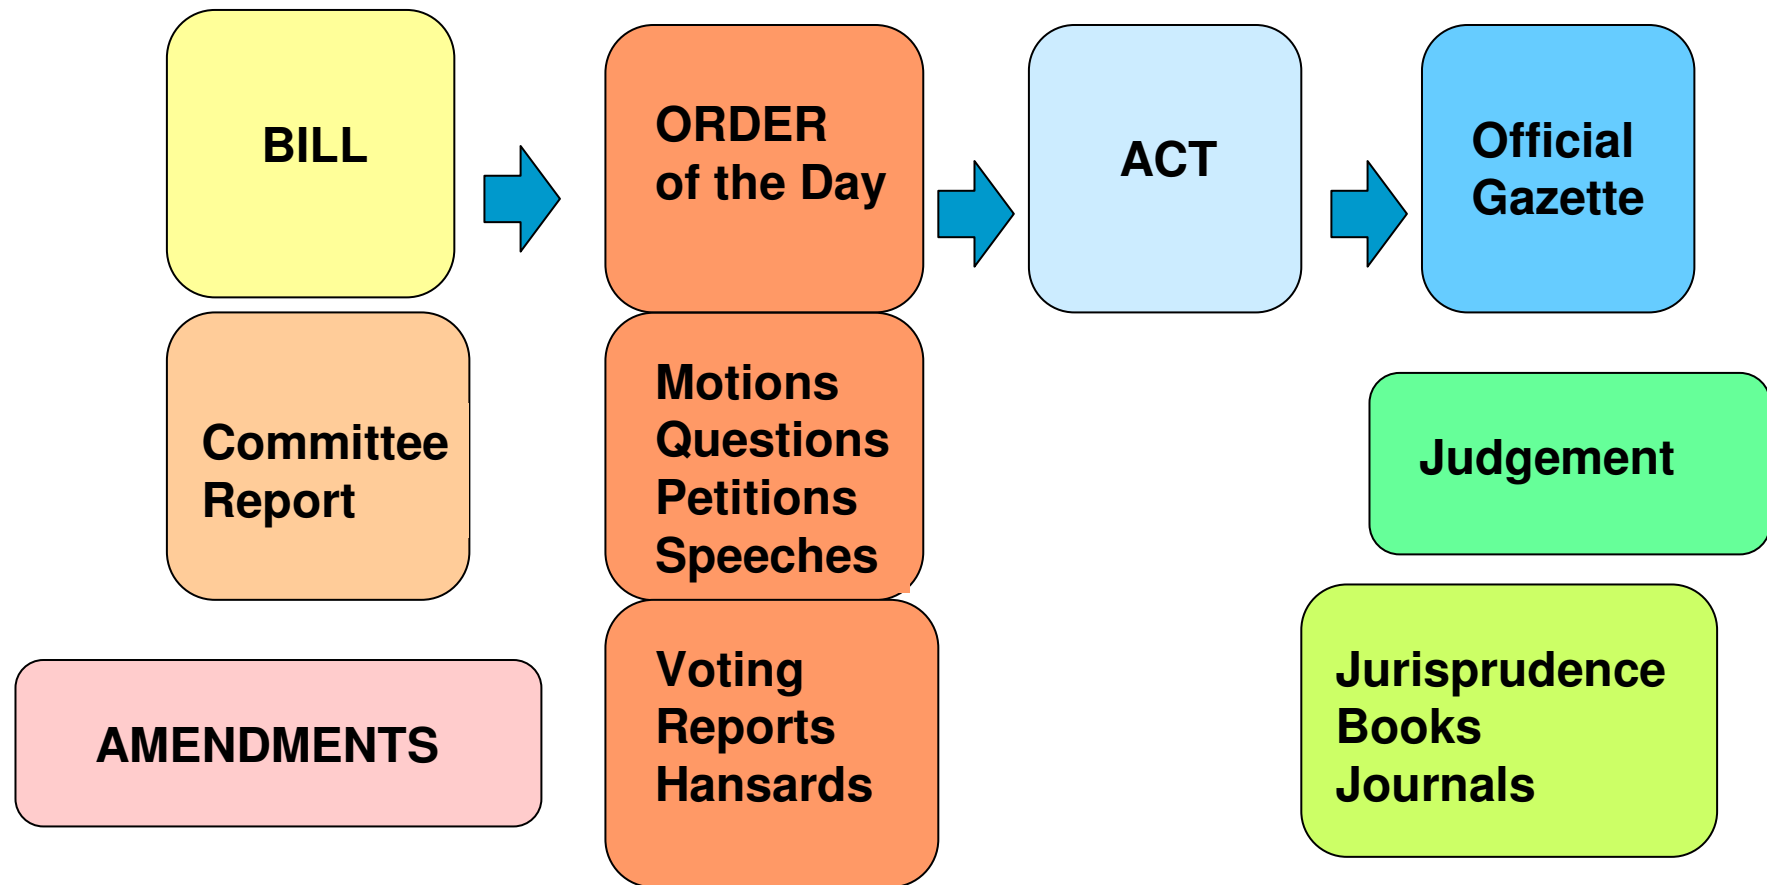 BILL
ORDER
of the Day
ACT
Official
Gazette
Committee
Report
Motions
Questions
Petitions
Speeches
Judgement
AMENDMENTS
Voting
Reports
Hansards
Jurisprudence
Books
Journals